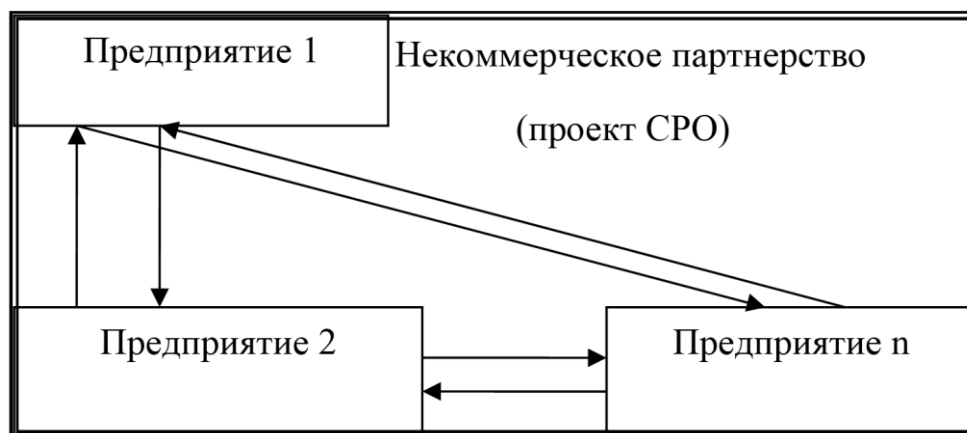 Предприятие 1
Некоммерческое партнерство
(проект СРО)
Предприятие 2
Предприятие n